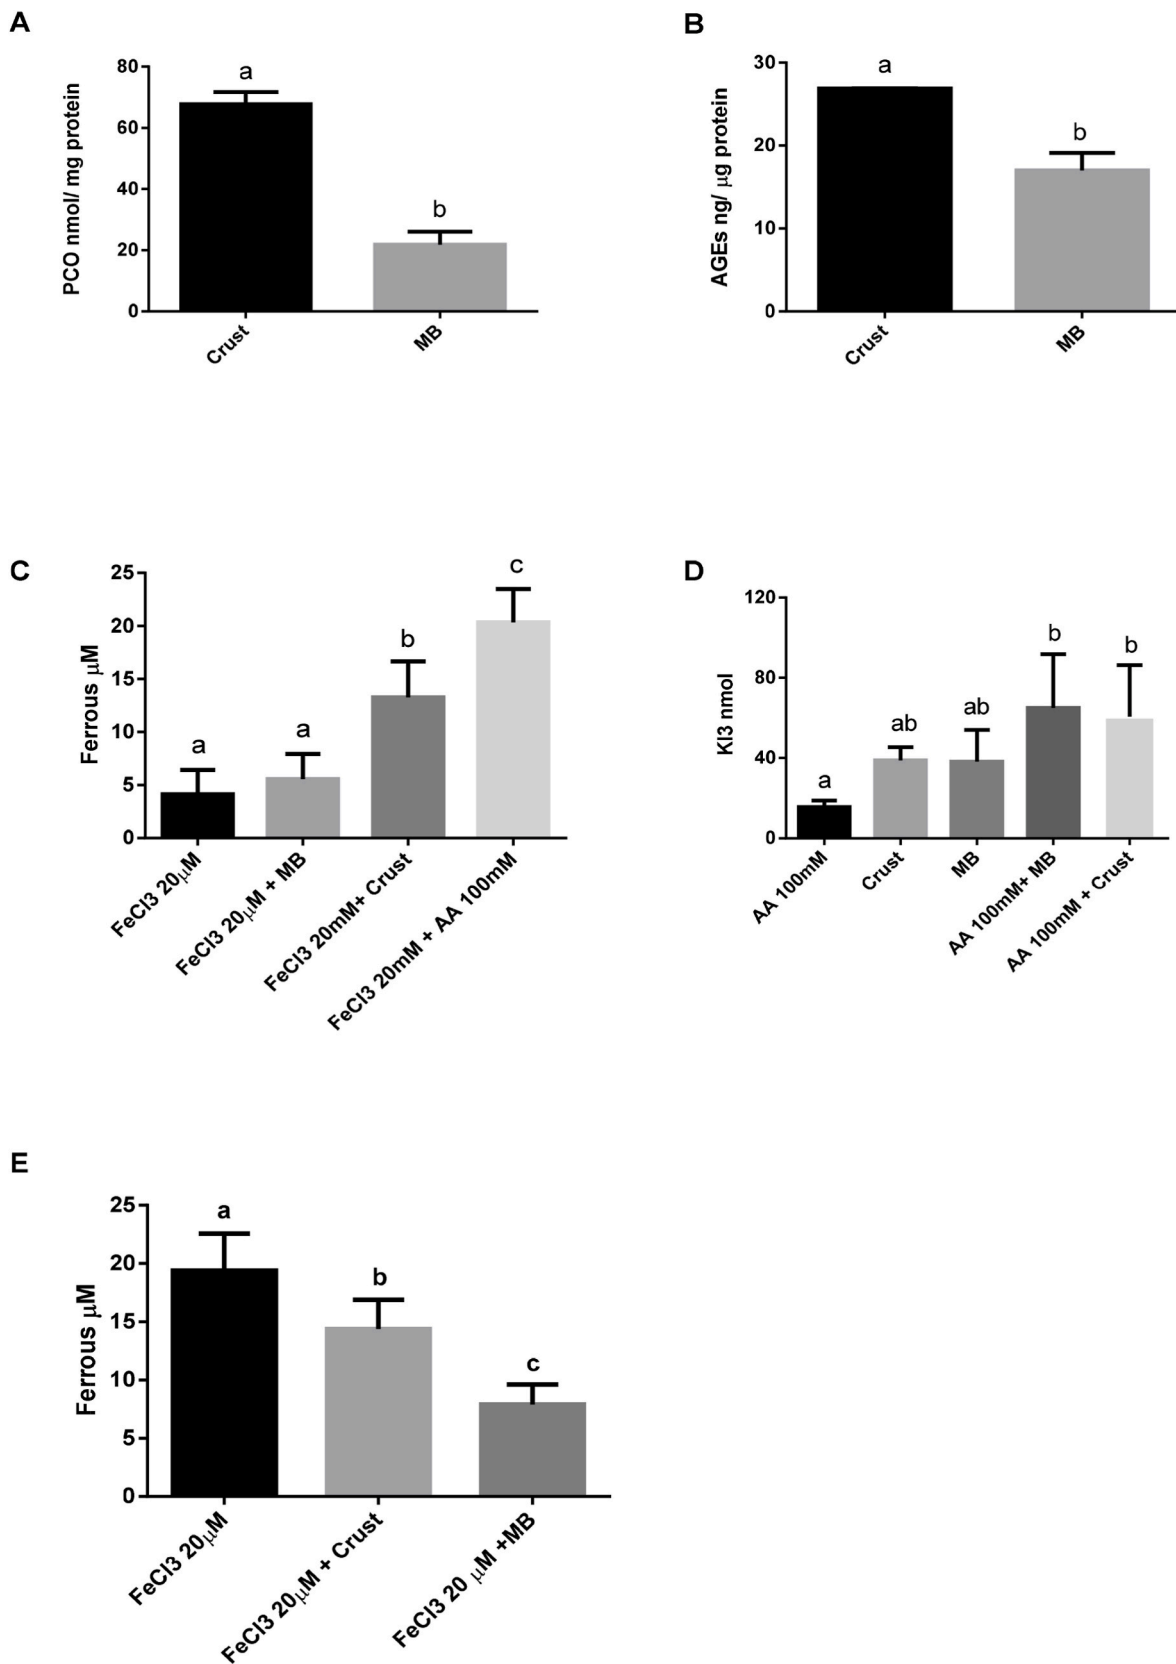 A
PCO nmol/ mg protein
80
60
40
20
0
a
b
Crust
MB
B
AGEs ng/ μg protein
30
20
10
0
a
b
Crust
MB
C
Ferrous μM
25
20
15
10
5
0
a
a
b
c
FeCl3 20μM
FeCl3 20μM + MB
FeCl3 20mM+ Crust
FeCl3 20mM + AA 100mM
D
KI3 nmol
120
80
40
0
a
ab
ab
b
b
AA 100mM
Crust
MB
AA 100mM+ MB
AA 100mM + Crust
E
Ferrous μM
25
20
15
10
5
0
a
b
c
FeCl3 20μM
FeCl3 20μM + Crust
FeCl3 20 μM +MB